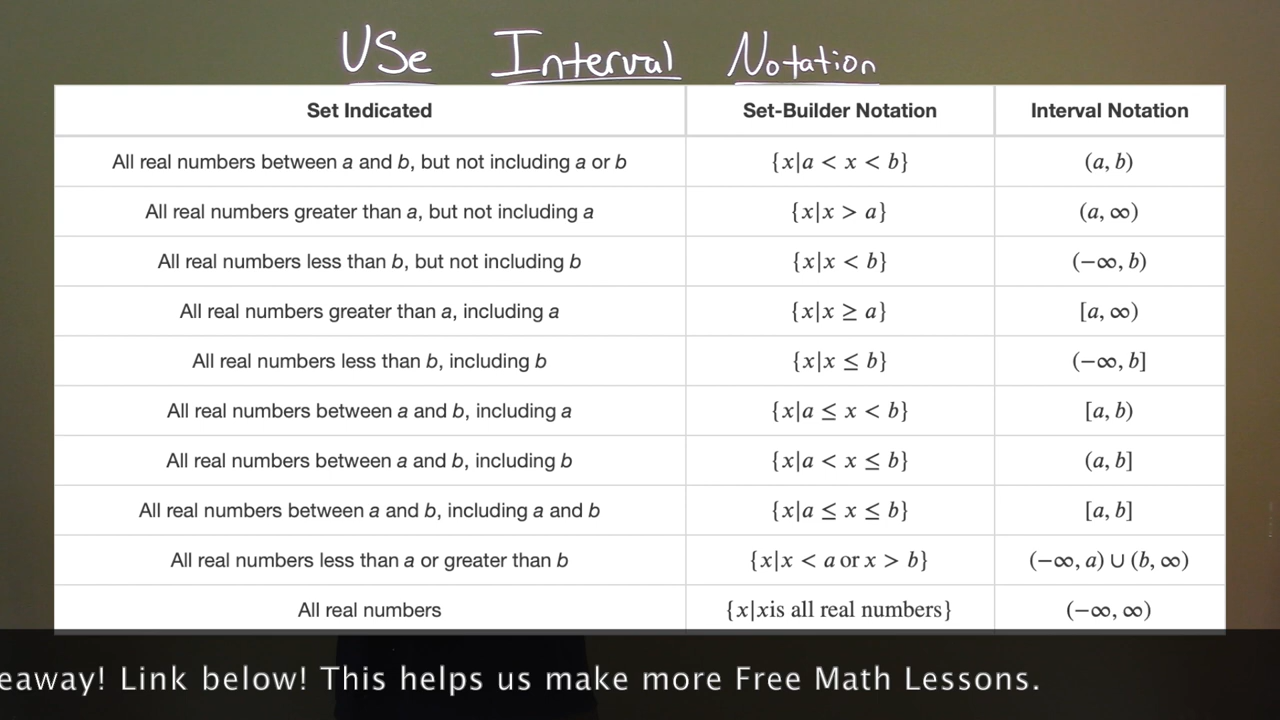 Use Interval Notation
Set Indicated Set-Builder Notation Interval Notation
All real numbers between a and b, but not including a or b {x|a < x < b} (a, b)
All real numbers greater than a, but not including a {x|x > a} (a, ∞)
All real numbers less than b, but not including b {x|x < b} (−∞, b)
All real numbers greater than a, including a {x|x ≥ a} [a, ∞)
All real numbers less than b, including b {x|x ≤ b} (−∞, b]
All real numbers between a and b, including a {x|a ≤ x < b} [a, b)
All real numbers between a and b, including b {x|a < x ≤ b} (a, b]
All real numbers between a and b, including a and b {x|a ≤ x ≤ b} [a, b]
All real numbers less than a or greater than b {x|x < a or x > b} (−∞, a) ∪ (b, ∞)
All real numbers {x|xis all real numbers} (−∞, ∞)
eaway! Link below! This helps us make more Free Math Lessons.